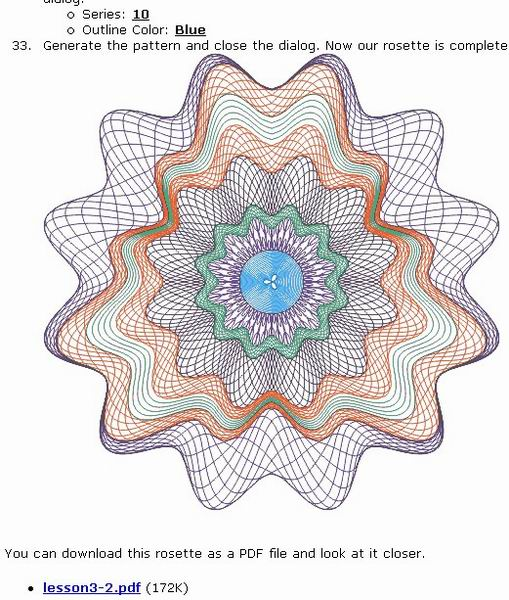 dialog:
o Series: 10
o Outline Color: Blue
33. Generate the pattern and close the dialog. Now our rosette is complete
You can download this rosette as a PDF file and look at it closer.
• lesson3-2.pdf (172K)